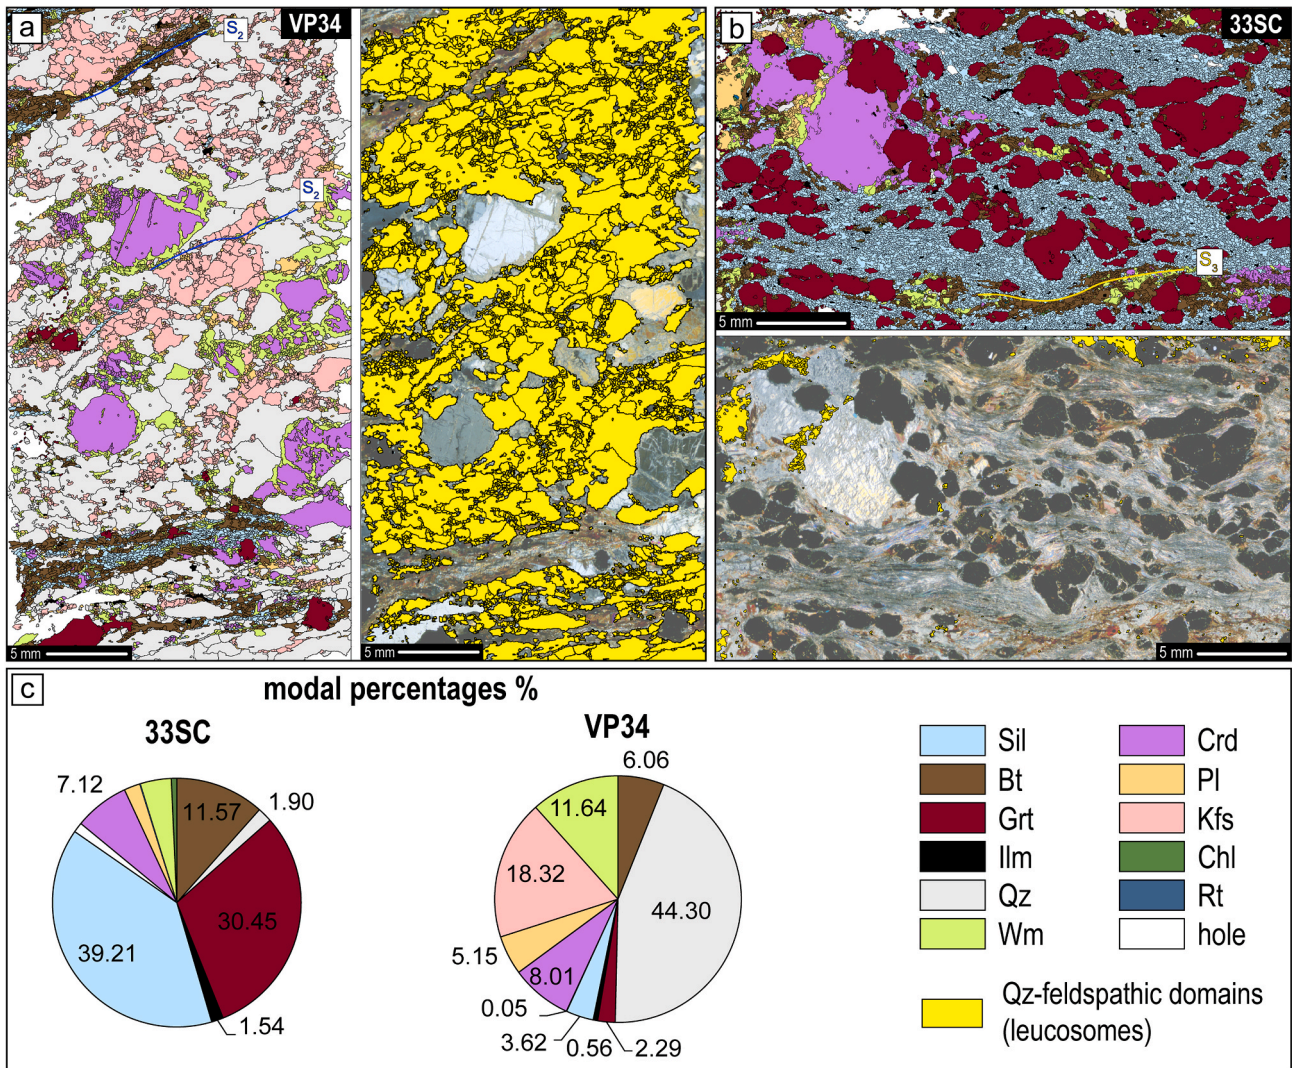 a
VP34
S2
S2
5 mm
5 mm
b
33SC
S3
5 mm
5 mm
c
modal percentages %
33SC
7.12
11.57
1.90
30.45
39.21
1.54
VP34
6.06
11.64
18.32
44.30
5.15
8.01
0.05
3.62
0.56
2.29
Sil
Bt
Grt
Ilm
Qz
Wm
Crd
Pl
Kfs
Chl
Rt
hole
Qz-feldspathic domains
(leucosomes)